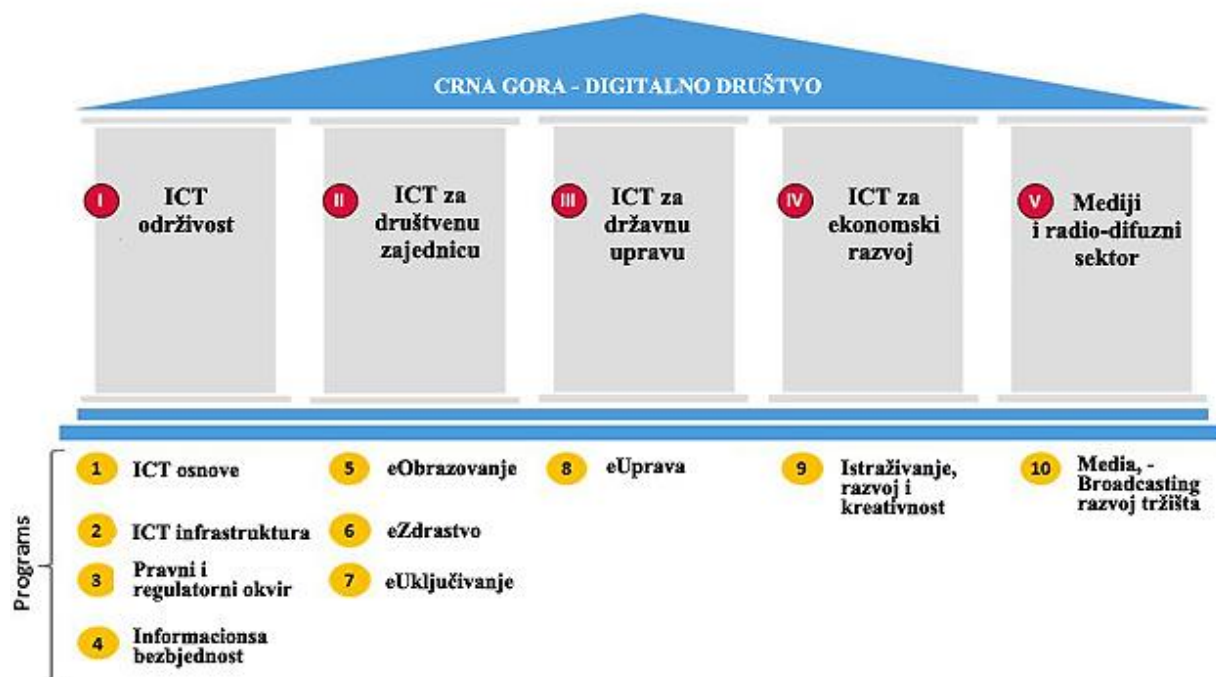 CRNA GORA - DIGITALNO DRUŠTVO
I
ICT
održivost
II
ICT za
društvenu
zajednicu
III
ICT za
državnu
upravu
IV
ICT za
ekonomski
razvoj
V
Mediji
i radio-difuzni
sektor
Programs
1 ICT osnove
2 ICT infrastruktura
3 Pravni i
regulatorni okvir
4 Informacionsa
bezbjednost
5 eObrazovanje
6 eZdrastvo
7 eUključivanje
8 eUprava
9 Istraživanje,
razvoj i
kreativnost
10 Media, -
Broadcasting
razvoj tržišta